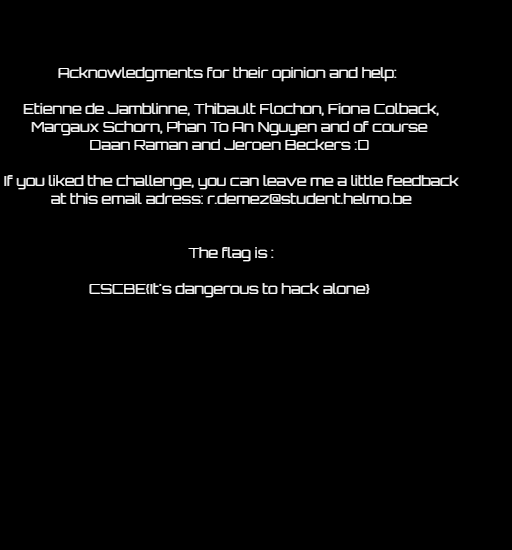 Acknowledgments for their opinion and help:
Etienne de Jamblinne, Thibault Flochon, Fiona Colback,
Margaux Schorn, Phan To An Nguyen and of course
Daan Raman and Jeroen Beckers :D
If you liked the challenge, you can leave me a little feedback
at this email adress: r.demez@student.helmo.be
The flag is :
CSCBE{It's dangerous to hack alone}